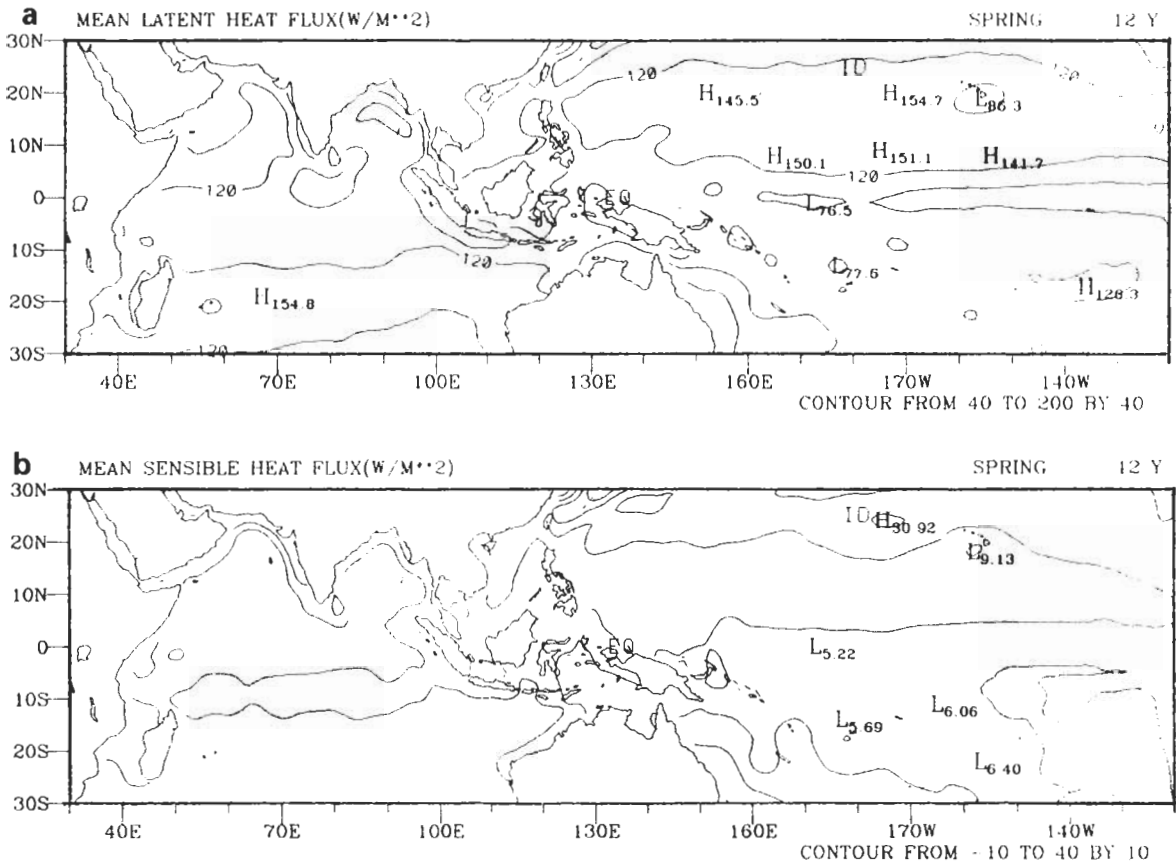 a MEAN LATENT HEAT FLUX(W/M**2) SPRING 12 Y
30N
120 ID 120
20N H145.5 H154.7 L86.3
10N H150.1 H151.1 H141.7
120 120
0 EQ L76.5
10S
120 L77.6
20S H154.8 H128.3
30S 120
40E 70E 100E 130E 160E 170W 140W
CONTOUR FROM 40 TO 200 BY 40
b MEAN SENSIBLE HEAT FLUX(W/M**2) SPRING 12 Y
30N
ID H30.92
20N L9.13
10N
0 EQ L5.22
10S L6.06
L5.69
20S L6.40
30S
40E 70E 100E 130E 160E 170W 140W
CONTOUR FROM -10 TO 40 BY 10